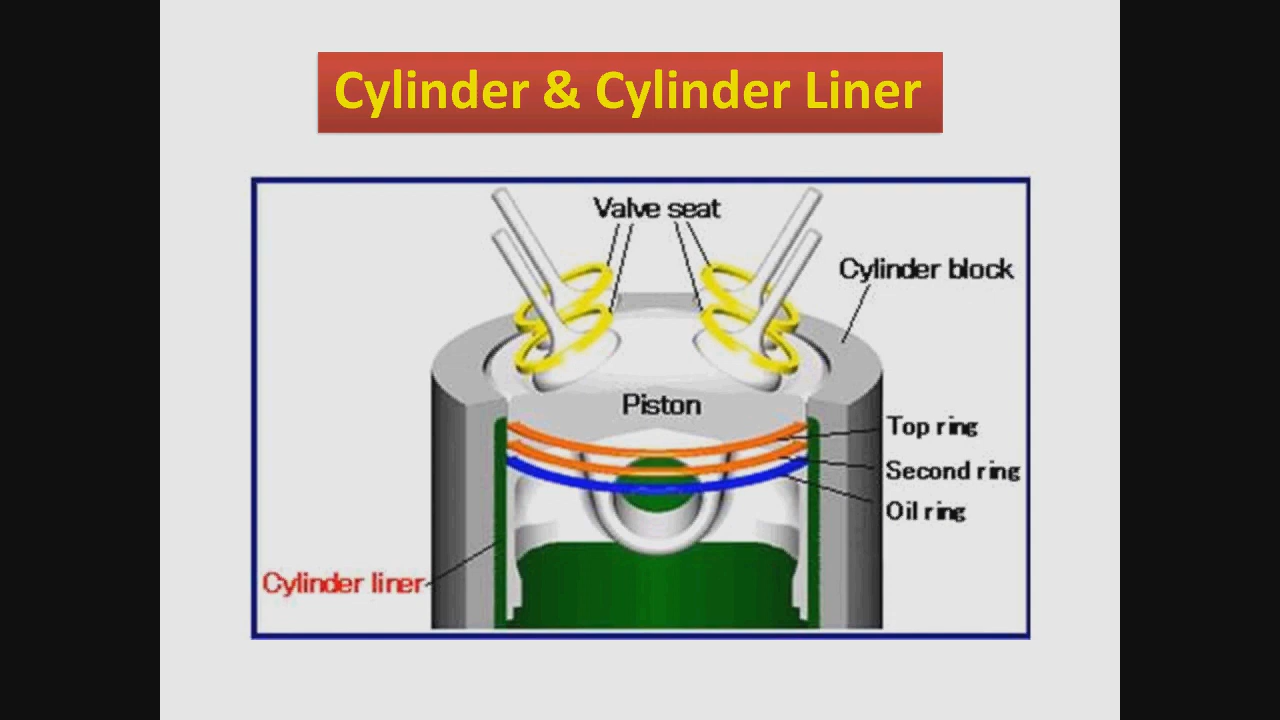 Cylinder & Cylinder Liner
Valve seat
Cylinder block
Piston
Top ring
Second ring
Oil ring
Cylinder liner